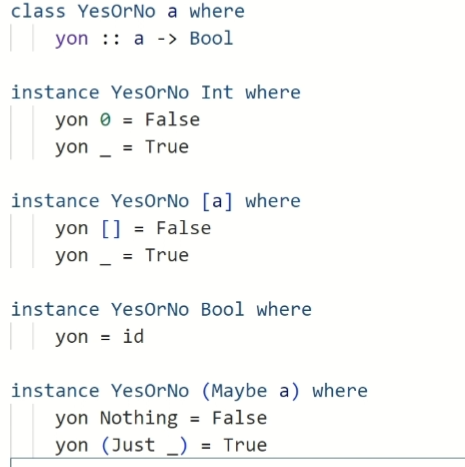 class YesOrNo a where
    yon :: a -> Bool
instance YesOrNo Int where
    yon 0 = False
    yon _ = True
instance YesOrNo [a] where
    yon [] = False
    yon _ = True
instance YesOrNo Bool where
    yon = id
instance YesOrNo (Maybe a) where
    yon Nothing = False
    yon (Just _) = True